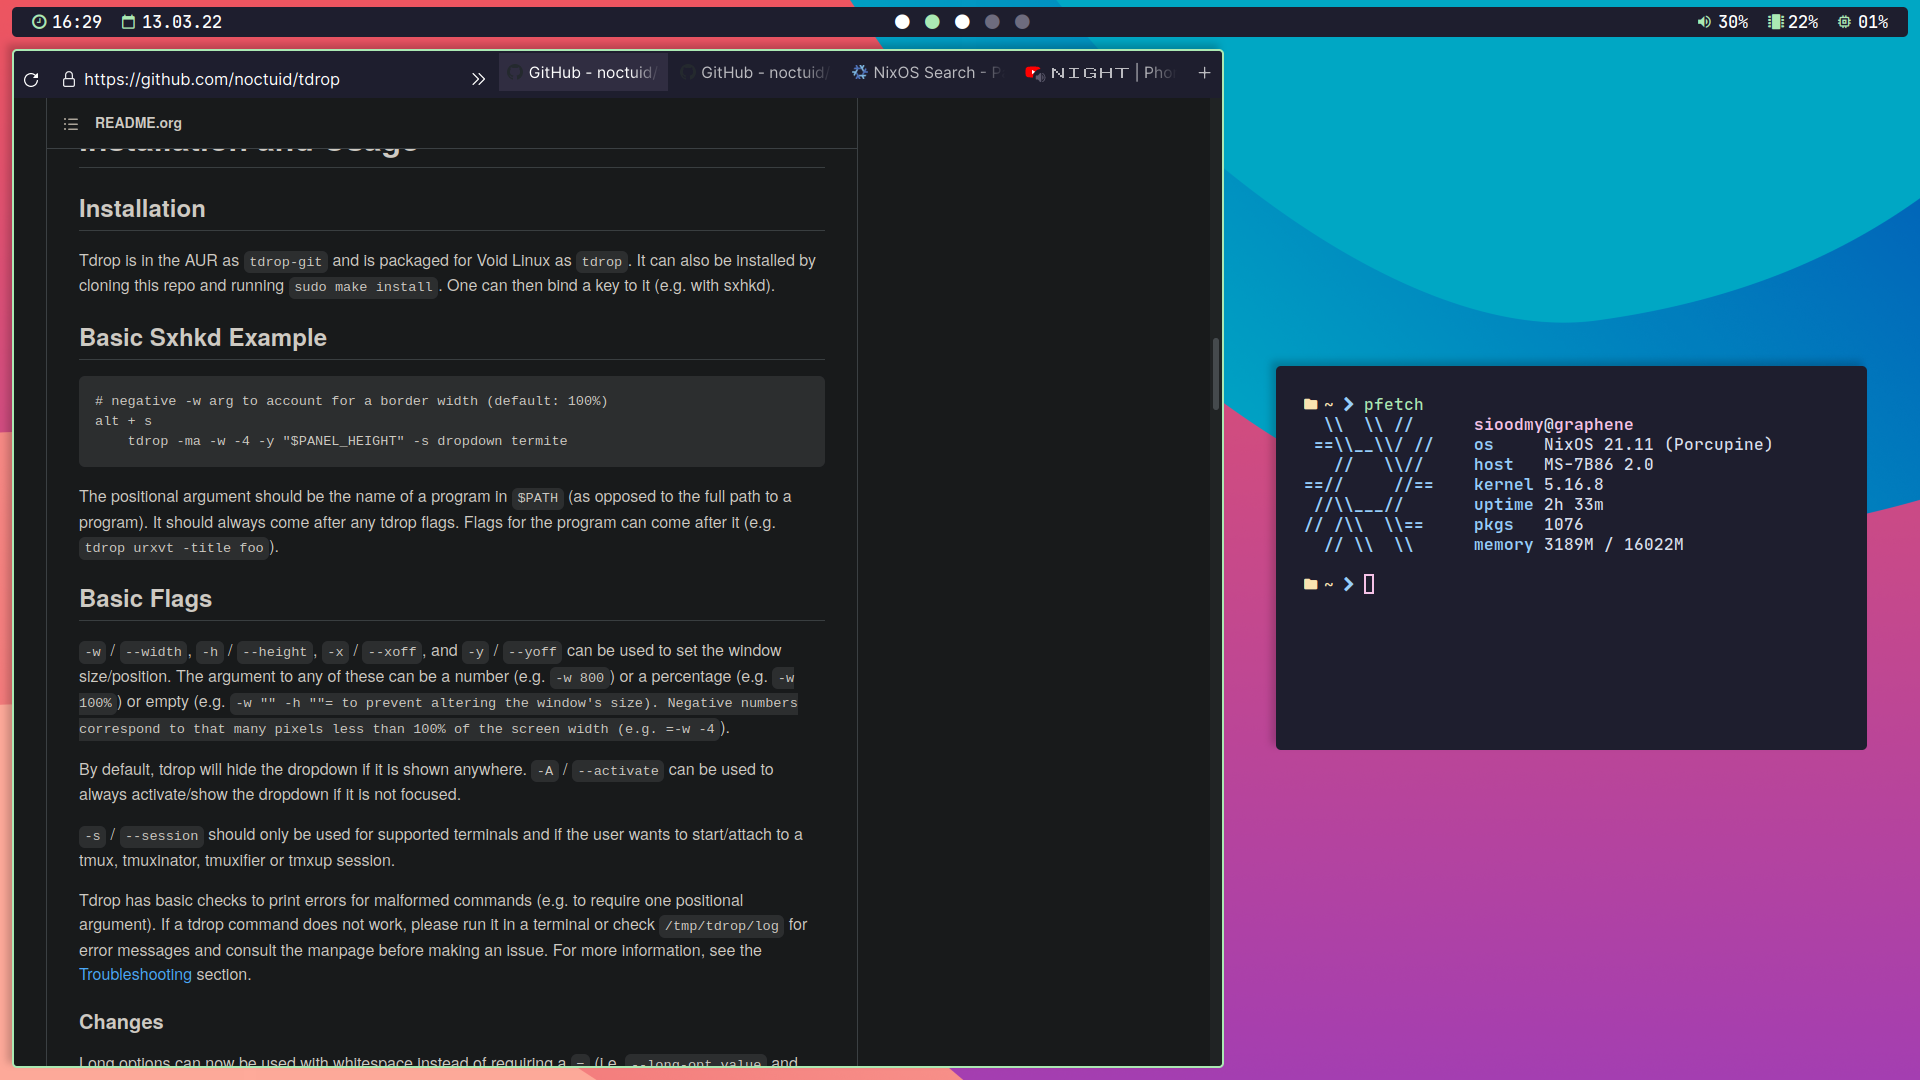 16:29 13.03.22
30% 22% 01%
https://github.com/noctuid/tdrop
GitHub - noctuid/
GitHub - noctuid/
NixOS Search - P
NIGHT | Pho
README.org
Installation and Usage
Installation
Tdrop is in the AUR as tdrop-git and is packaged for Void Linux as tdrop. It can also be installed by
cloning this repo and running sudo make install. One can then bind a key to it (e.g. with sxhkd).
Basic Sxhkd Example
# negative -w arg to account for a border width (default: 100%)
alt + s
tdrop -ma -w -4 -y "$PANEL_HEIGHT" -s dropdown termite
The positional argument should be the name of a program in $PATH (as opposed to the full path to a
program). It should always come after any tdrop flags. Flags for the program can come after it (e.g.
tdrop urxvt -title foo).
Basic Flags
-w / --width, -h / --height, -x / --xoff, and -y / --yoff can be used to set the window
size/position. The argument to any of these can be a number (e.g. -w 800) or a percentage (e.g. -w
100%) or empty (e.g. -w "" -h ""= to prevent altering the window's size). Negative numbers
correspond to that many pixels less than 100% of the screen width (e.g. =-w -4).
By default, tdrop will hide the dropdown if it is shown anywhere. -A / --activate can be used to
always activate/show the dropdown if it is not focused.
-s / --session should only be used for supported terminals and if the user wants to start/attach to a
tmux, tmuxinator, tmuxifier or tmxup session.
Tdrop has basic checks to print errors for malformed commands (e.g. to require one positional
argument). If a tdrop command does not work, please run it in a terminal or check /tmp/tdrop/log for
error messages and consult the manpage before making an issue. For more information, see the
Troubleshooting section.
Changes
Long options can now be used with whitespace instead of requiring a = (I.e. --long-opt value and
~ ❯ pfetch
\\  \\ //     sioodmy@graphene
==\\__\\/ //    os     NixOS 21.11 (Porcupine)
//   \\//     host   MS-7B86 2.0
==//     //==    kernel 5.16.8
//\\___//       uptime 2h 33m
// /\\  \\==     pkgs   1076
// \\  \\      memory 3189M / 16022M
~ ❯